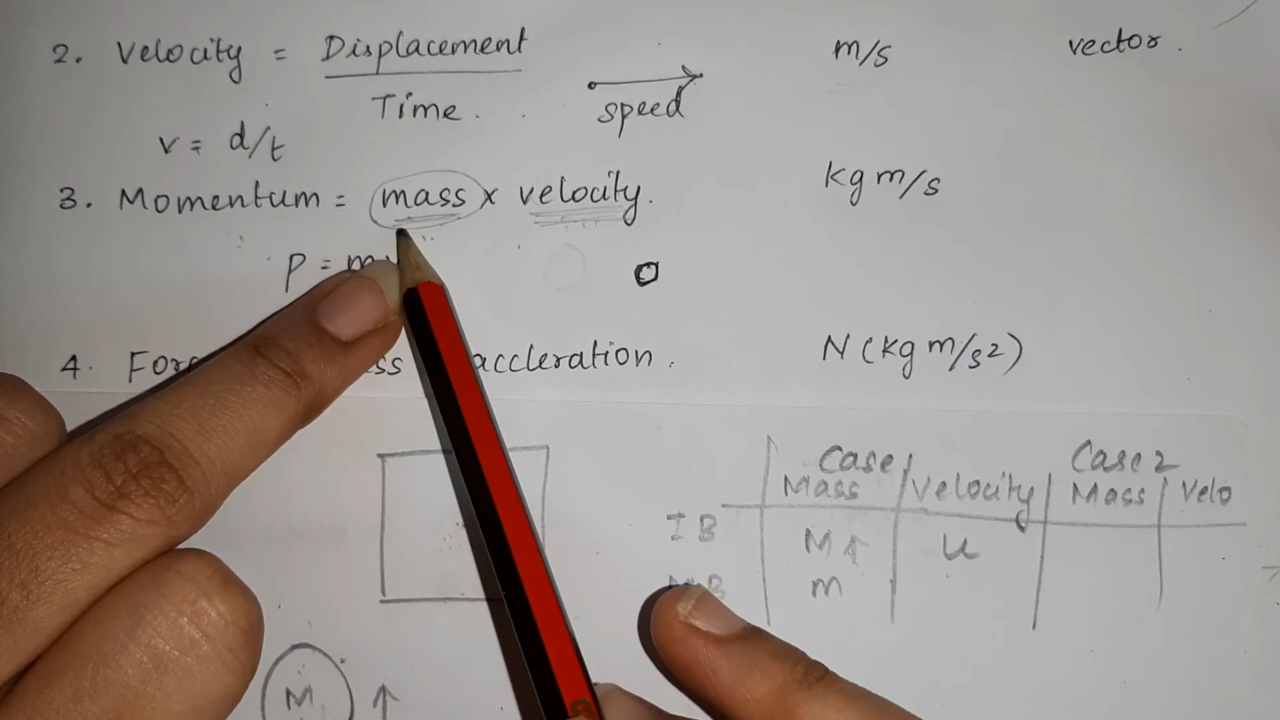 2. Velocity = Displacement m/s vector.
Time.
speed
v = d/t
3. Momentum = mass x velocity. kg m/s
P = m
4. accleration. N (kg m/s2)
Case Case 2
Mass Velocity Mass Velo
IB M ↑ u
m
M ↑